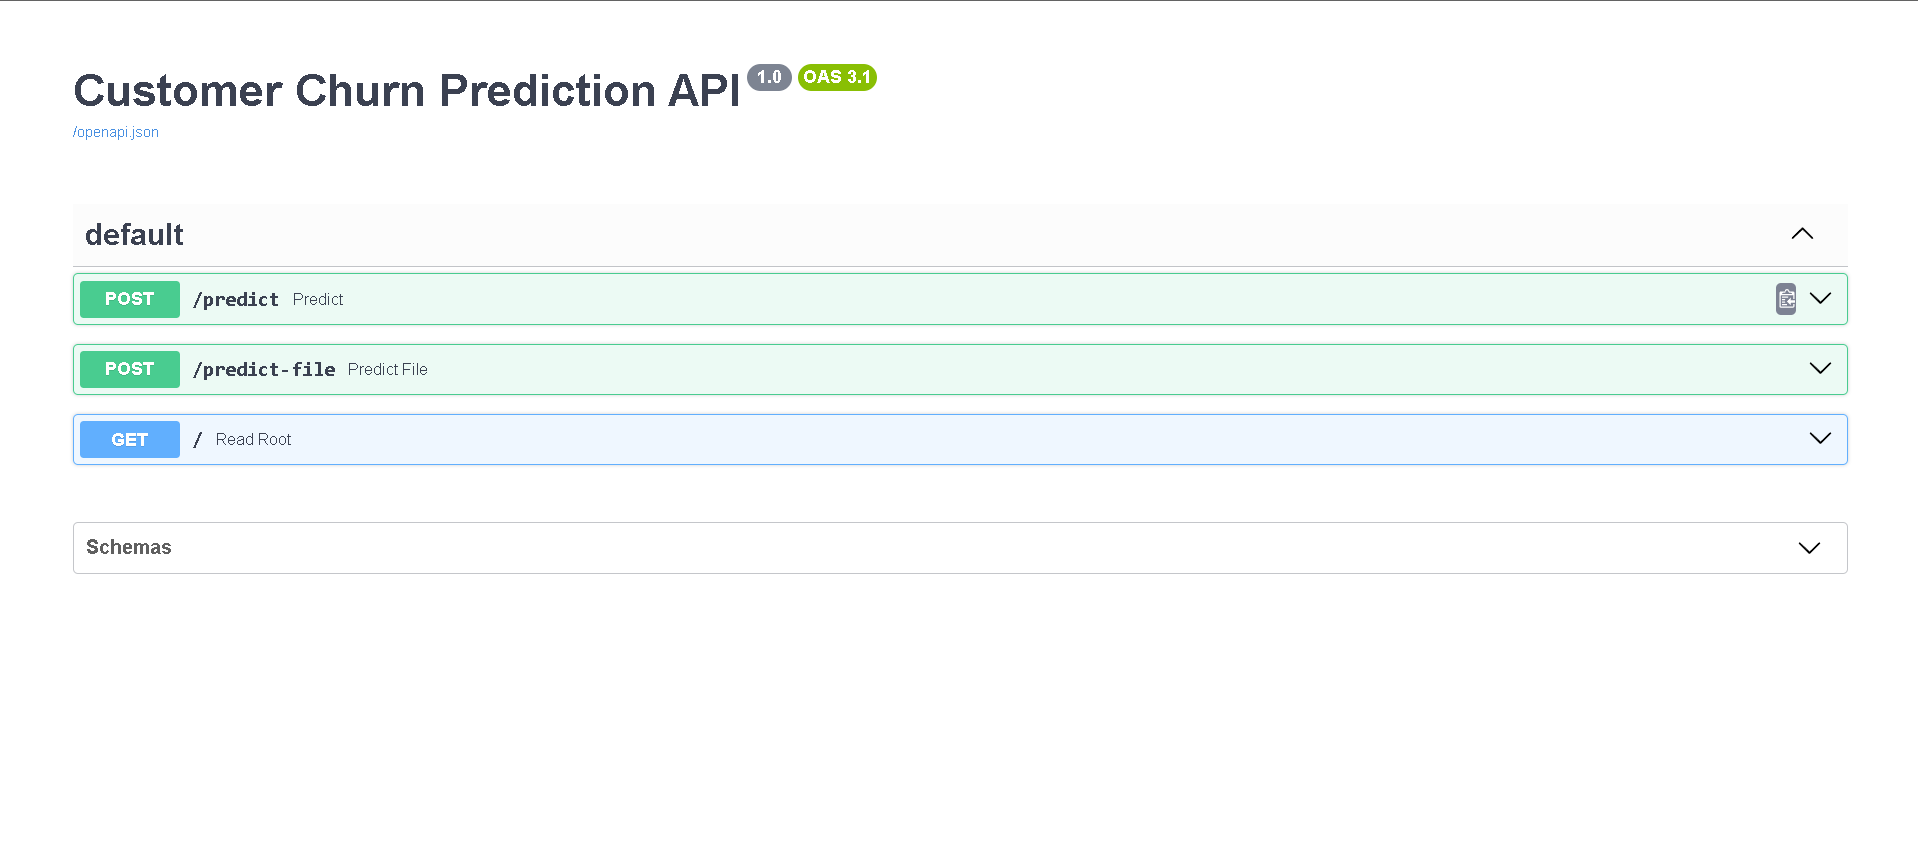 Customer Churn Prediction API 1.0 OAS 3.1
/openapi.json
default
POST /predict Predict
POST /predict-file Predict File
GET / Read Root
Schemas